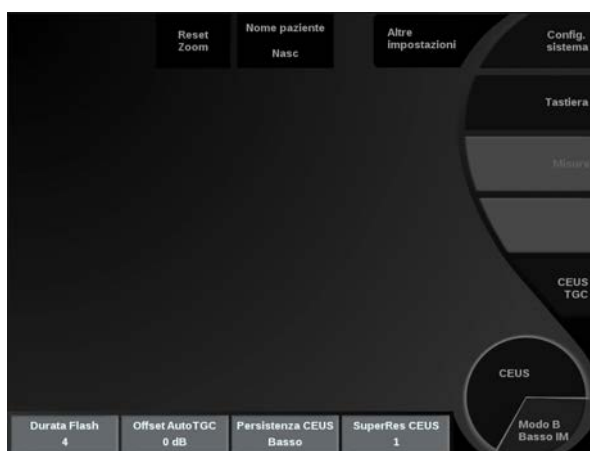 Reset
Zoom
Nome paziente
Nasc
Altre
impostazioni
Config.
sistema
Tastiera
Misure
CEUS
TGC
CEUS
Modo B
Basso IM
Durata Flash
4
Offset AutoTGC
0 dB
Persistenza CEUS
Basso
SuperRes CEUS
1